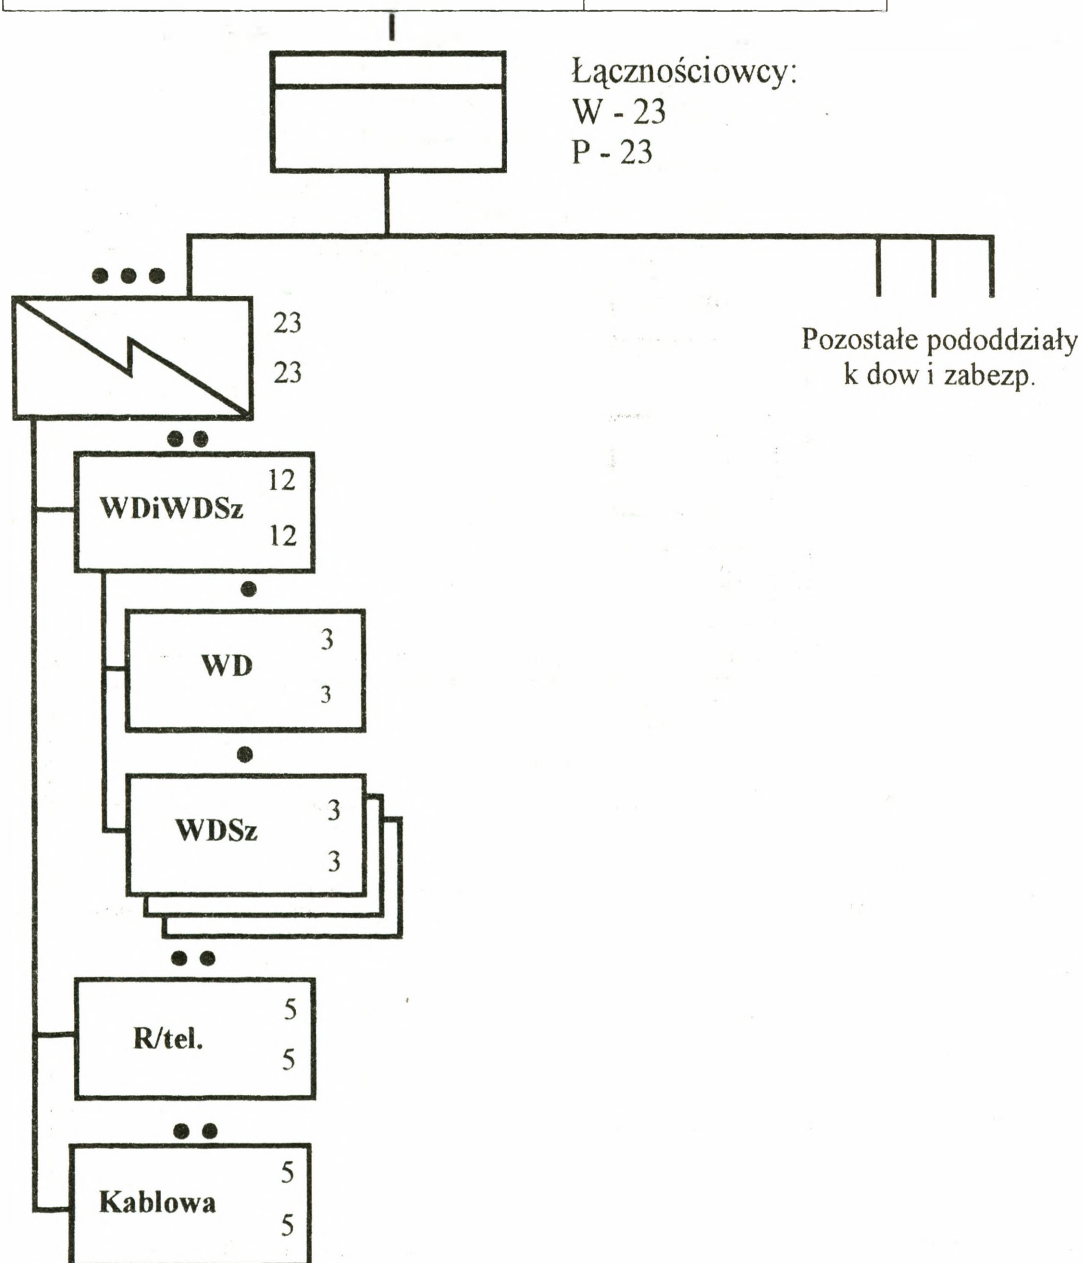 Łącznościowcy:
W - 23
P - 23
23
23
Pozostałe pododdziały
k dow i zabezp.
12
WDiWDSz
12
3
WD
3
3
WDSz
3
5
R/tel.
5
5
Kablowa
5